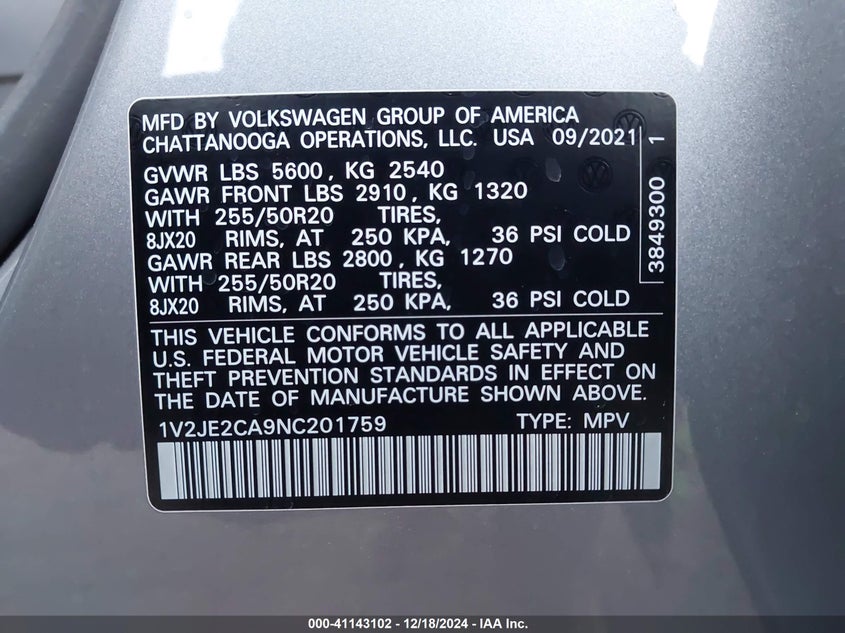 MFD BY VOLKSWAGEN GROUP OF AMERICA
CHATTANOOGA OPERATIONS, LLC. USA 09/2021
GVWR LBS 5600, KG 2540
GAWR FRONT LBS 2910, KG 1320
WITH 255/50R20 TIRES,
8JX20 RIMS, AT 250 KPA, 36 PSI COLD
GAWR REAR LBS 2800, KG 1270
WITH 255/50R20 TIRES,
8JX20 RIMS, AT 250 KPA, 36 PSI COLD
3849300 1
THIS VEHICLE CONFORMS TO ALL APPLICABLE
U.S. FEDERAL MOTOR VEHICLE SAFETY AND
THEFT PREVENTION STANDARDS IN EFFECT ON
THE DATE OF MANUFACTURE SHOWN ABOVE.
1V2JE2CA9NC201759 TYPE: MPV
000-41143102 - 12/18/2024 - IAA Inc.